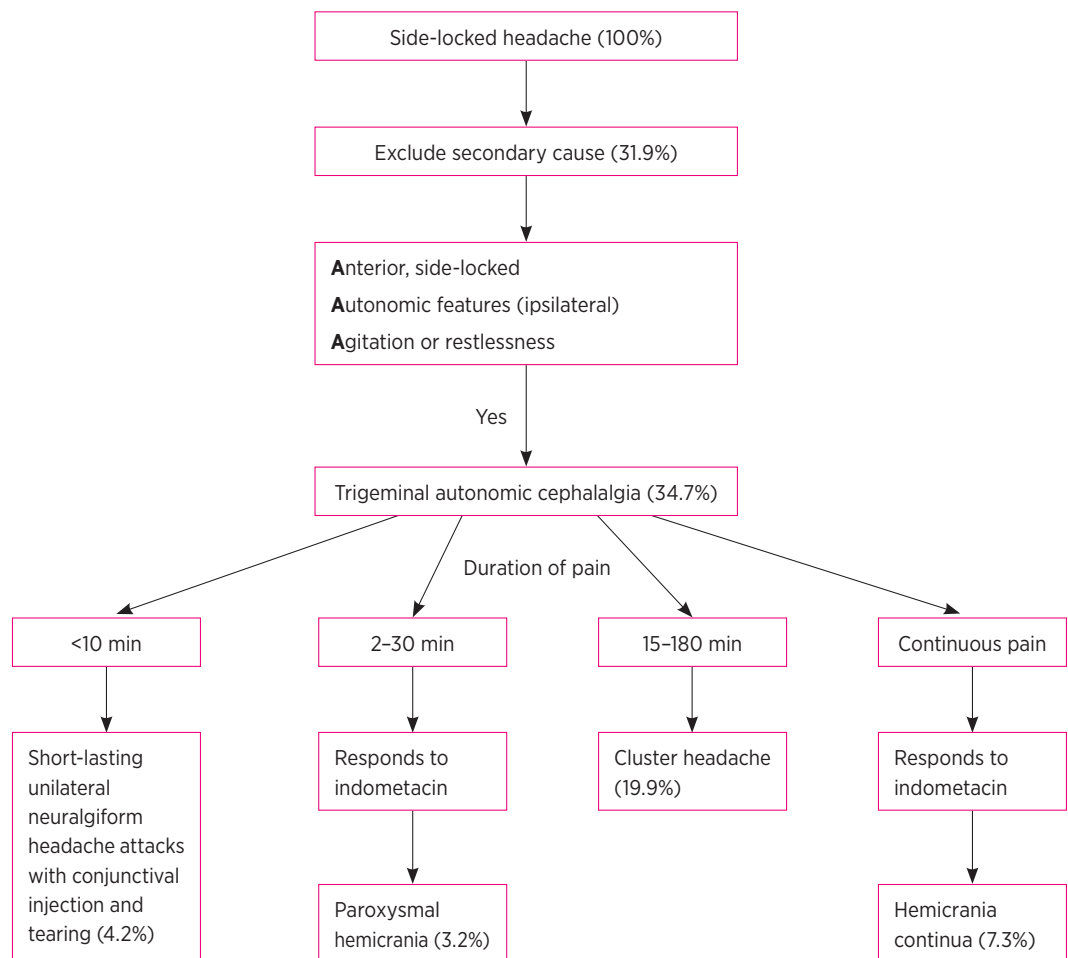 Side-locked headache (100%)
Exclude secondary cause (31.9%)
Anterior, side-locked
Autonomic features (ipsilateral)
Agitation or restlessness
Yes
Trigeminal autonomic cephalalgia (34.7%)
Duration of pain
<10 min
2–30 min
15–180 min
Continuous pain
Short-lasting
unilateral
neuralgiform
headache attacks
with conjunctival
injection and
tearing (4.2%)
Responds to
indometacin
Cluster headache
(19.9%)
Responds to
indometacin
Paroxysmal
hemicrania (3.2%)
Hemicrania
continua (7.3%)